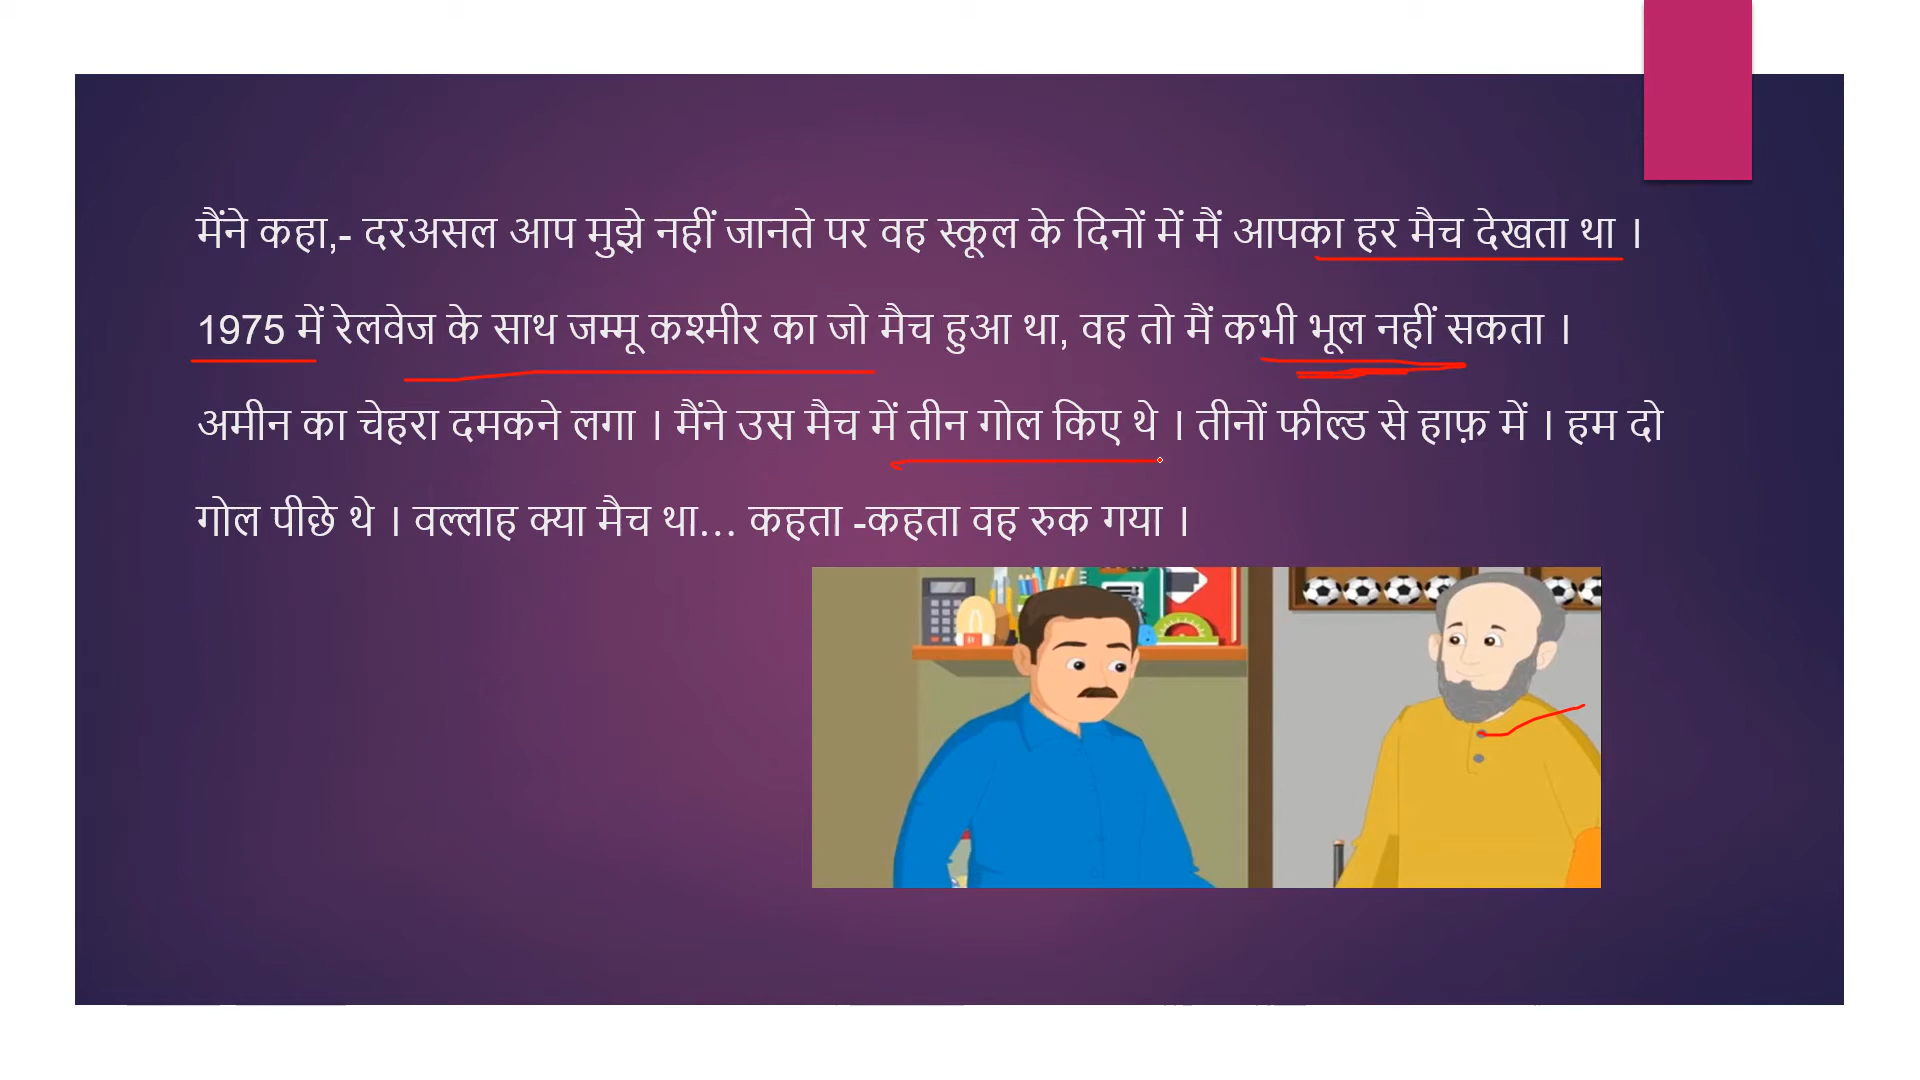 मैंने कहा,- दरअसल आप मुझे नहीं जानते पर वह स्कूल के दिनों में मैं आपका हर मैच देखता था ।
1975 में रेलवेज के साथ जम्मू कश्मीर का जो मैच हुआ था, वह तो मैं कभी भूल नहीं सकता ।
अमीन का चेहरा दमकने लगा । मैंने उस मैच में तीन गोल किए थे । तीनों फील्ड से हाफ़ में । हम दो
गोल पीछे थे । वल्लाह क्या मैच था... कहता -कहता वह रुक गया ।